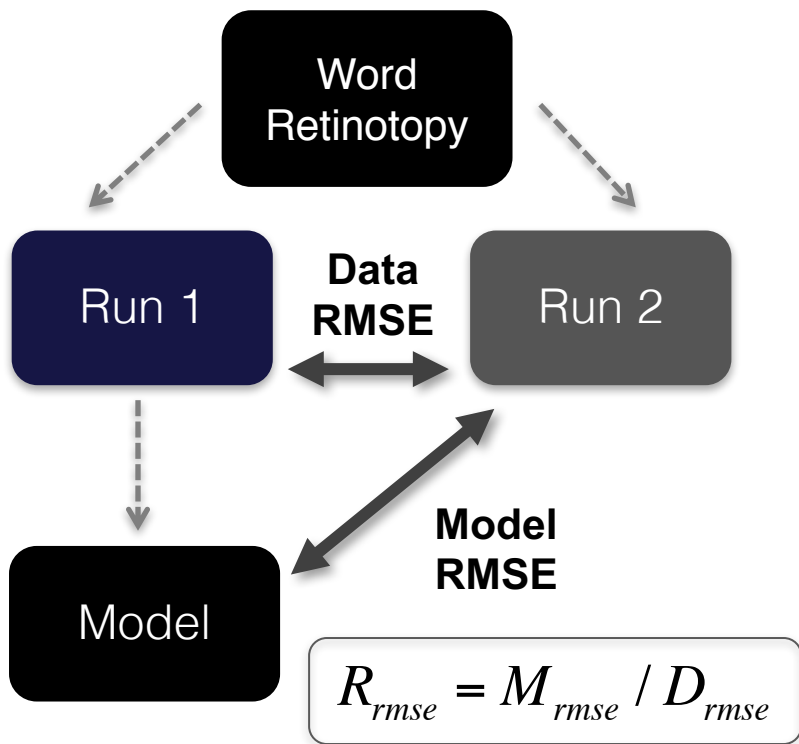 Word
Retinotopy
Run 1
Data
RMSE
Run 2
Model
RMSE
Model
R_rmse = M_rmse / D_rmse